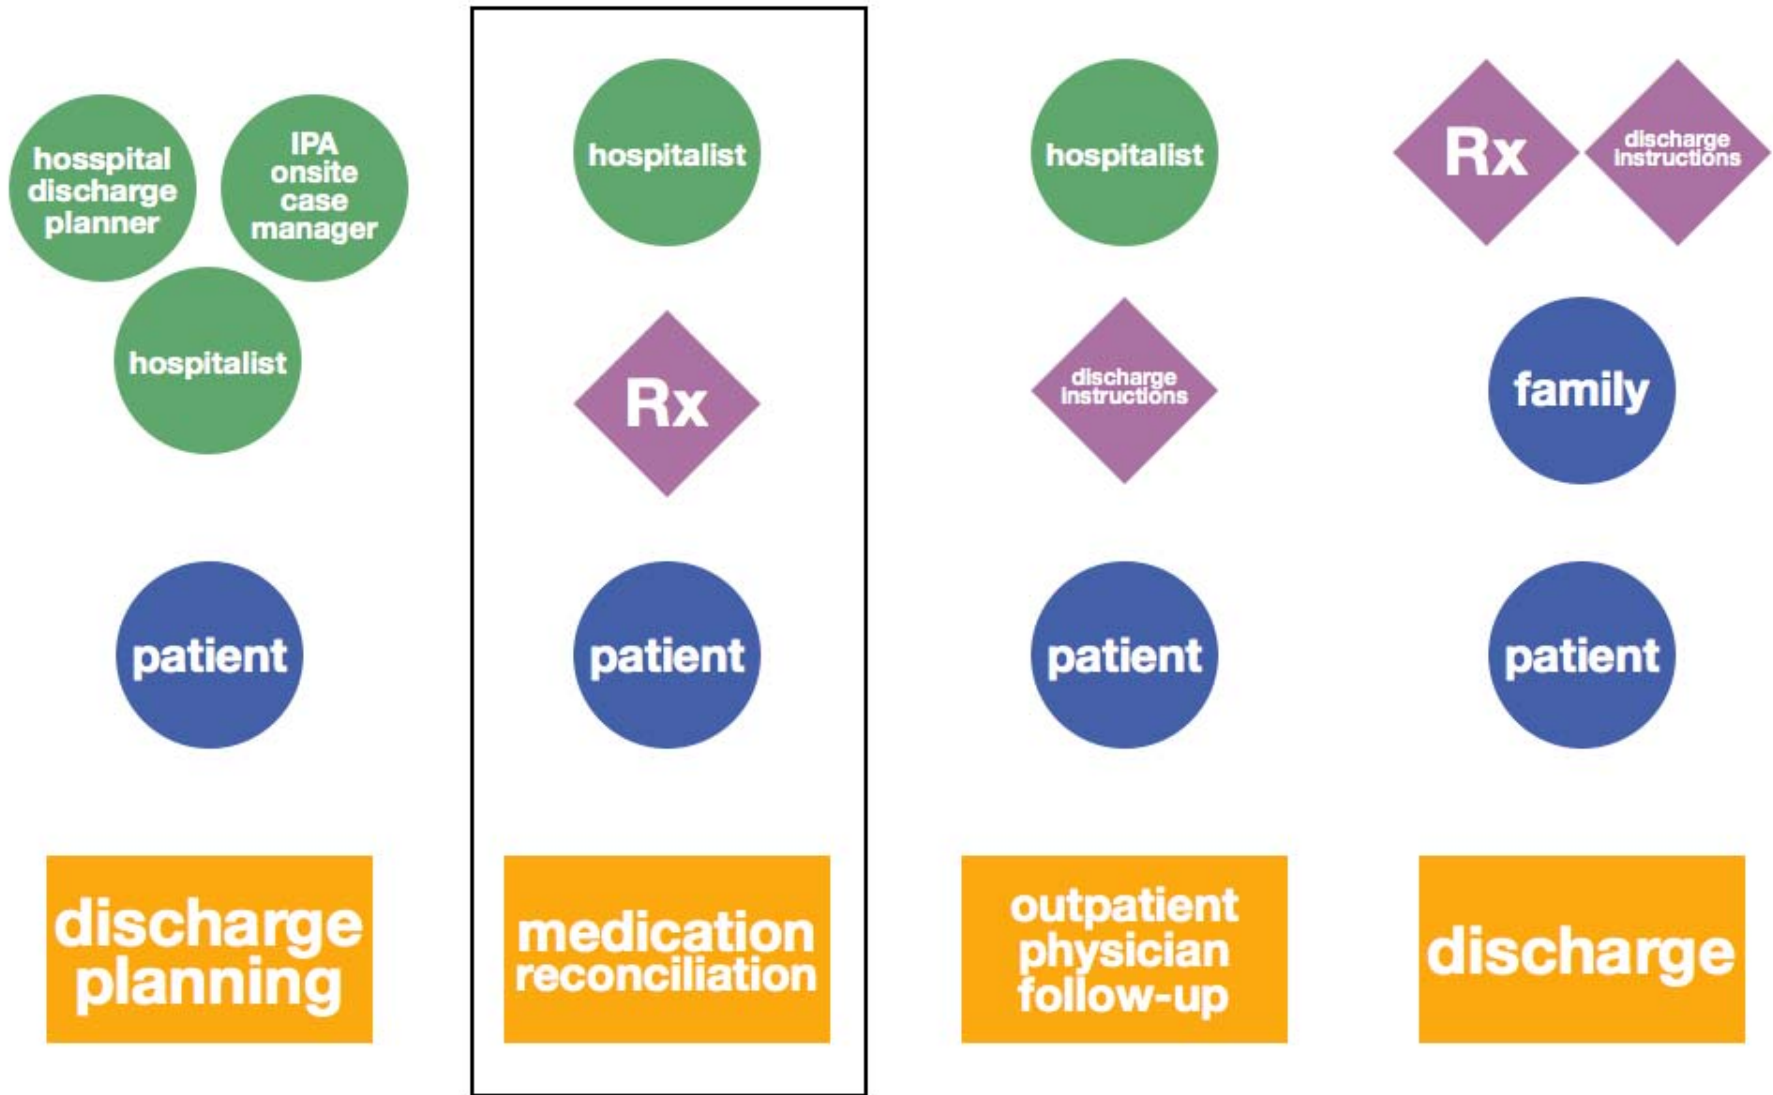 hosspital
discharge
planner
IPA
onsite
case
manager
hospitalist
patient
discharge
planning
hospitalist
Rx
patient
medication
reconciliation
hospitalist
discharge
instructions
patient
outpatient
physician
follow-up
Rx
discharge
instructions
family
patient
discharge